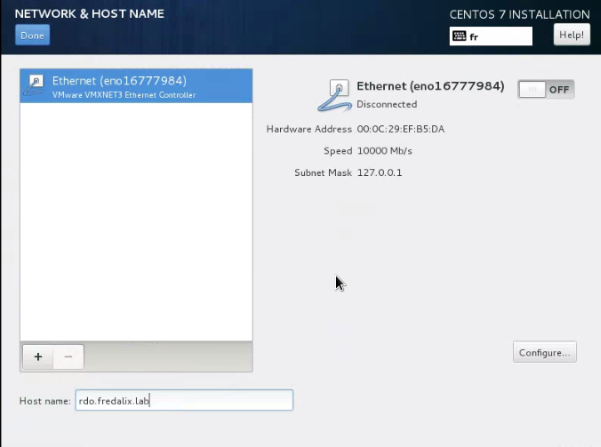 NETWORK & HOST NAME
CENTOS 7 INSTALLATION
Done
fr
Help!
Ethernet (eno16777984)
VMware VMXNET3 Ethernet Controller
Ethernet (eno16777984)
Disconnected
OFF
Hardware Address 00:0C:29:EF:B5:DA
Speed 10000 Mb/s
Subnet Mask 127.0.0.1
+ −
Configure...
Host name: rdo.fredalix.lab